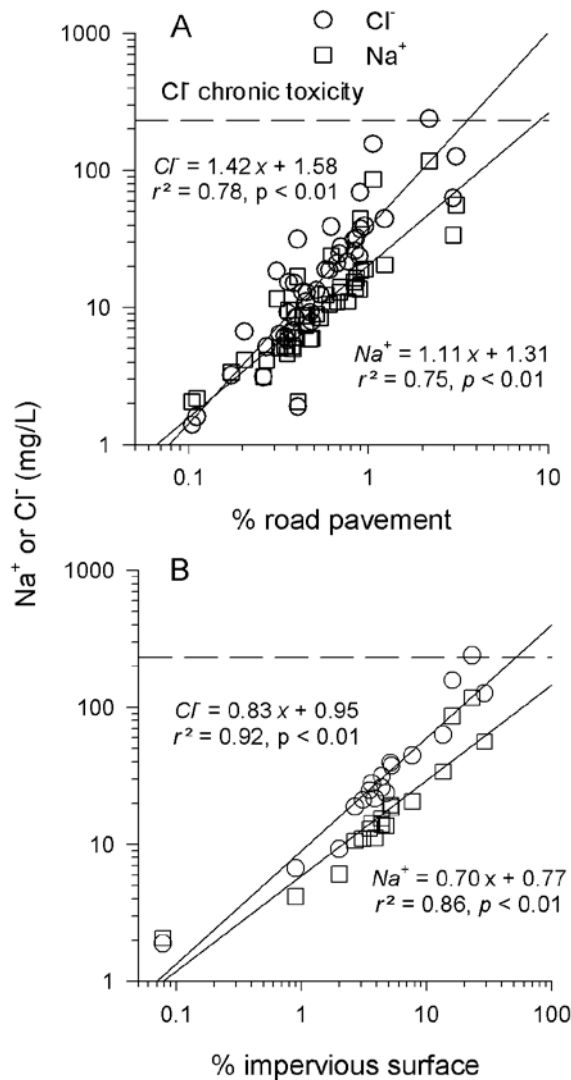 A
Cl⁻
Na⁺
1000
Cl⁻ chronic toxicity
100
Cl⁻ = 1.42 x + 1.58
r² = 0.78, p < 0.01
10
Na⁺ = 1.11 x + 1.31
r² = 0.75, p < 0.01
1
0.1 1 10
% road pavement
Na⁺ or Cl⁻ (mg/L)
B
1000
100
Cl⁻ = 0.83 x + 0.95
r² = 0.92, p < 0.01
10
Na⁺ = 0.70 x + 0.77
r² = 0.86, p < 0.01
1
0.1 1 10 100
% impervious surface